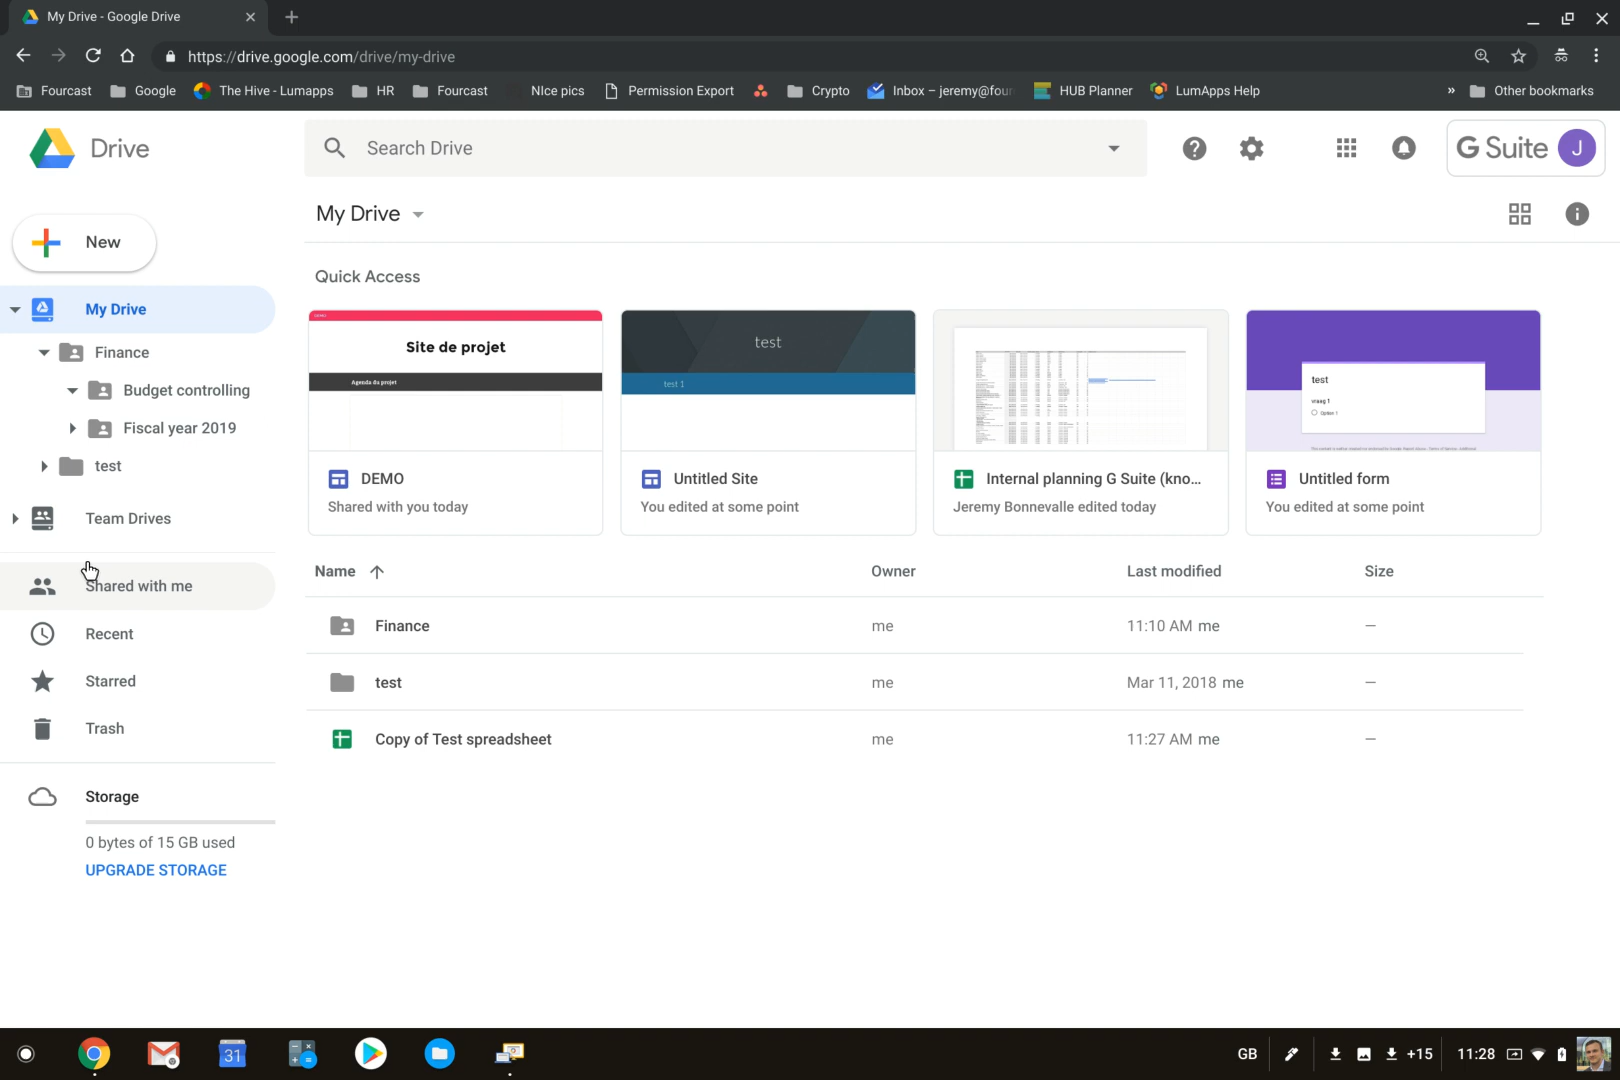 My Drive - Google Drive
https://drive.google.com/drive/my-drive
Fourcast Google The Hive - Lumapps HR Fourcast NIce pics Permission Export Crypto Inbox – jeremy@four HUB Planner LumApps Help » Other bookmarks
Drive
Search Drive
G Suite J
My Drive
New
Quick Access
My Drive
Finance
Budget controlling
Fiscal year 2019
test
Team Drives
Shared with me
Recent
Starred
Trash
Storage
0 bytes of 15 GB used
UPGRADE STORAGE
Site de projet
Agenda du projet
DEMO
Shared with you today
test
test 1
Untitled Site
You edited at some point
Internal planning G Suite (kno...
Jeremy Bonnevalle edited today
test
vraag 1
Option 1
Untitled form
You edited at some point
Name Owner Last modified Size
Finance me 11:10 AM me –
test me Mar 11, 2018 me –
Copy of Test spreadsheet me 11:27 AM me –
31
GB +15 11:28